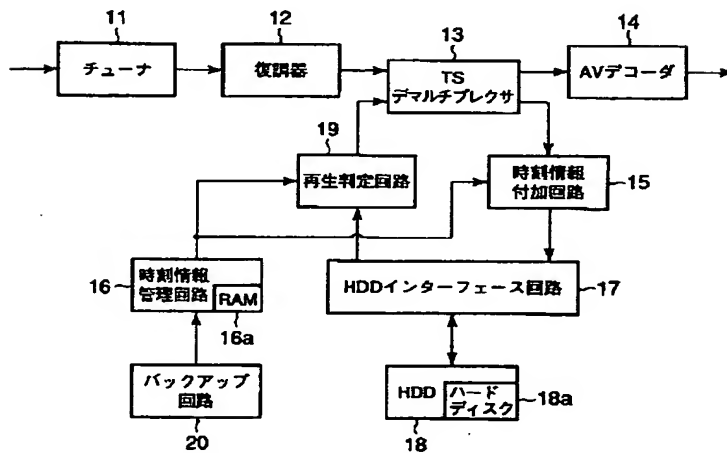 11
12
13
14
チューナ
復調器
TS
デマルチプレクサ
AVデコーダ
19
再生判定回路
時刻情報
付加回路
15
16
時刻情報
管理回路
RAM
16a
HDDインターフェース回路
17
バックアップ
回路
20
HDD
ハード
ディスク
18a
18